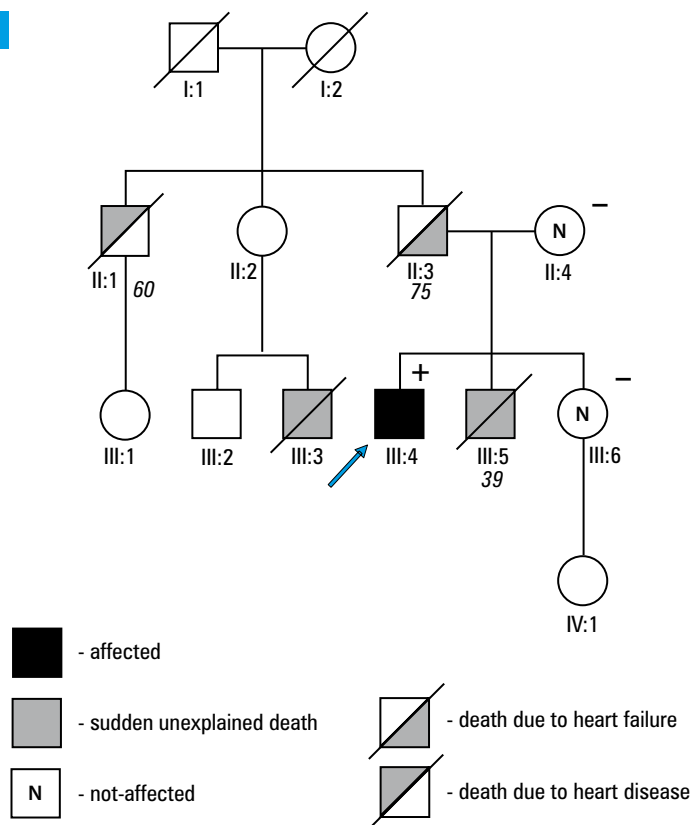 I:1 I:2
N –
II:1 60 II:2 II:3 75 II:4
+ –
N
III:1 III:2 III:3 III:4 III:5 39 III:6
IV:1
- affected
- sudden unexplained death
- death due to heart failure
N - not-affected
- death due to heart disease